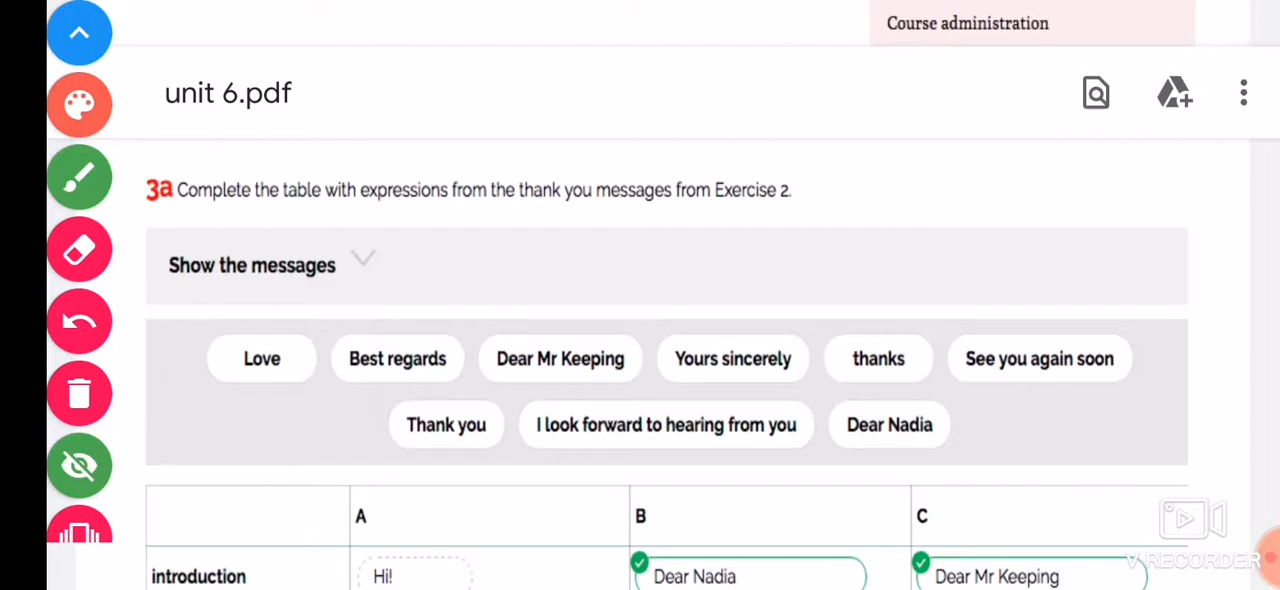 Course administration
unit 6.pdf
3a Complete the table with expressions from the thank you messages from Exercise 2.
Show the messages
Love Best regards Dear Mr Keeping Yours sincerely thanks See you again soon
Thank you I look forward to hearing from you Dear Nadia
A B C
introduction Hi! Dear Nadia Dear Mr Keeping
V RECORDER